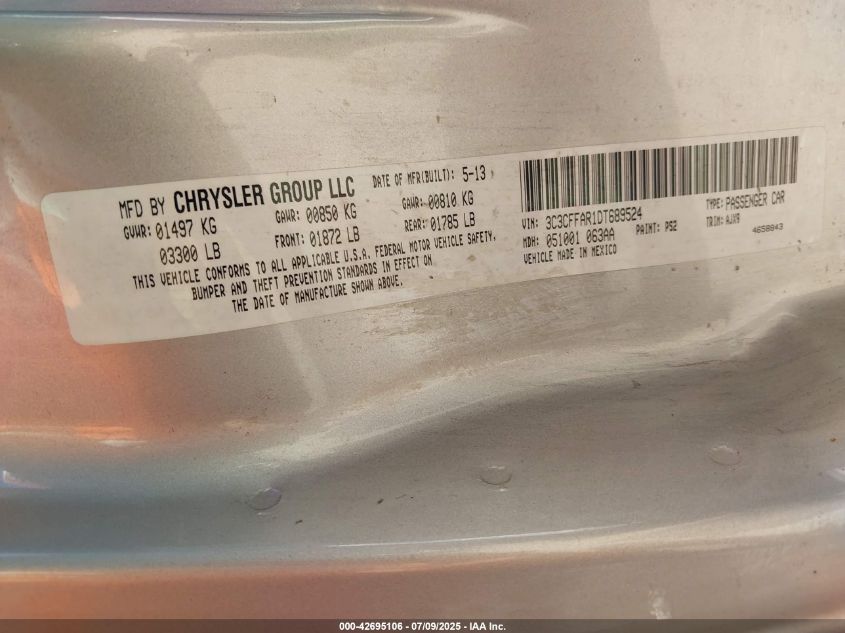 MFD BY CHRYSLER GROUP LLC DATE OF MFR(BUILT): 5-13
GVWR: 01497 KG GAWR: 00850 KG GAWR: 00810 KG
03300 LB FRONT: 01872 LB REAR: 01785 LB
THIS VEHICLE CONFORMS TO ALL APPLICABLE U.S.A. FEDERAL MOTOR VEHICLE SAFETY,
BUMPER AND THEFT PREVENTION STANDARDS IN EFFECT ON
THE DATE OF MANUFACTURE SHOWN ABOVE.
VIN: 3C3CFFAR1DT689524 TYPE: PASSENGER CAR
MDH: 051001 063AA PAINT: PS2 TRIM: AJX9
VEHICLE MADE IN MEXICO 4658843
000-42695106 - 07/09/2025 - IAA Inc.